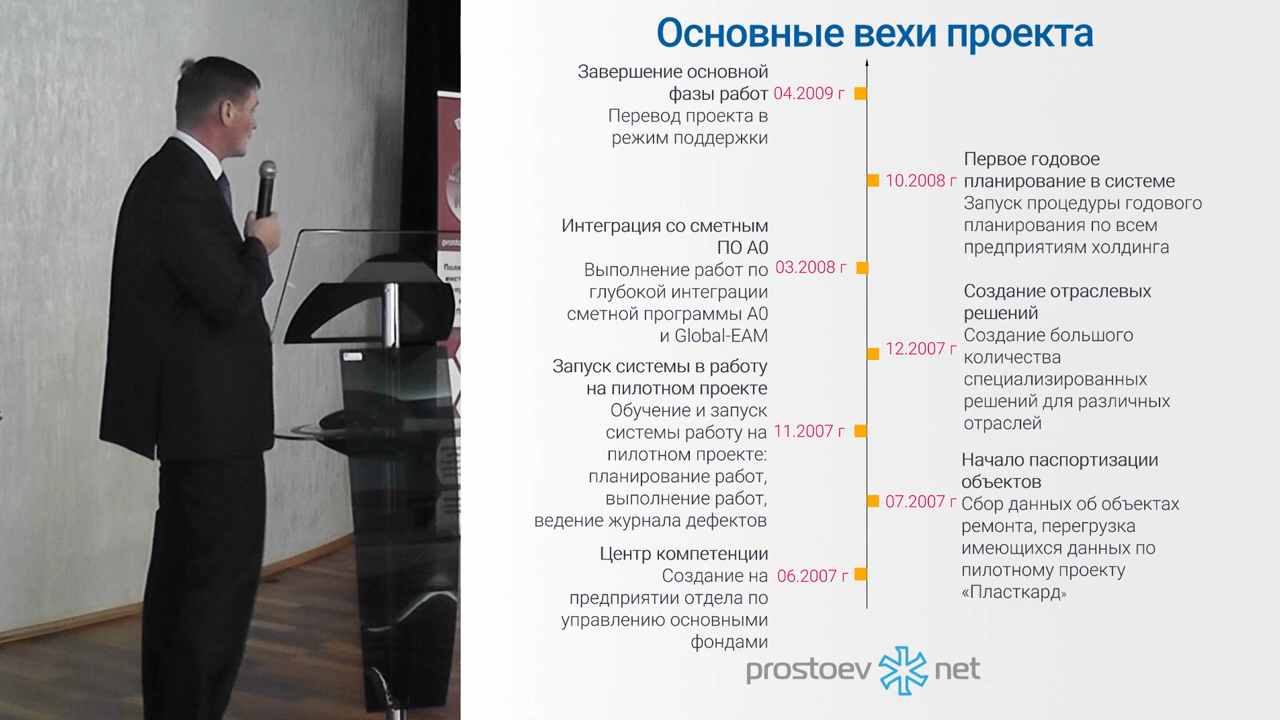 Основные вехи проекта
Завершение основной
фазы работ
04.2009 г
Перевод проекта в
режим поддержки
Первое годовое
10.2008 г
планирование в системе
Запуск процедуры годового
планирования по всем
предприятиям холдинга
Интеграция со сметным
ПО А0
Выполнение работ по
03.2008 г
глубокой интеграции
сметной программы А0
и Global-EAM
Создание отраслевых
решений
Создание большого
12.2007 г
количества
специализированных
решений для различных
отраслей
Запуск системы в работу
на пилотном проекте
Обучение и запуск
системы работу на
11.2007 г
пилотном проекте:
планирование работ,
выполнение работ,
ведение журнала дефектов
Начало паспортизации
объектов
07.2007 г
Сбор данных об объектах
ремонта, перегрузка
имеющихся данных по
пилотному проекту
«Пласткард»
Центр компетенции
Создание на
06.2007 г
предприятии отдела по
управлению основными
фондами
prostoev net